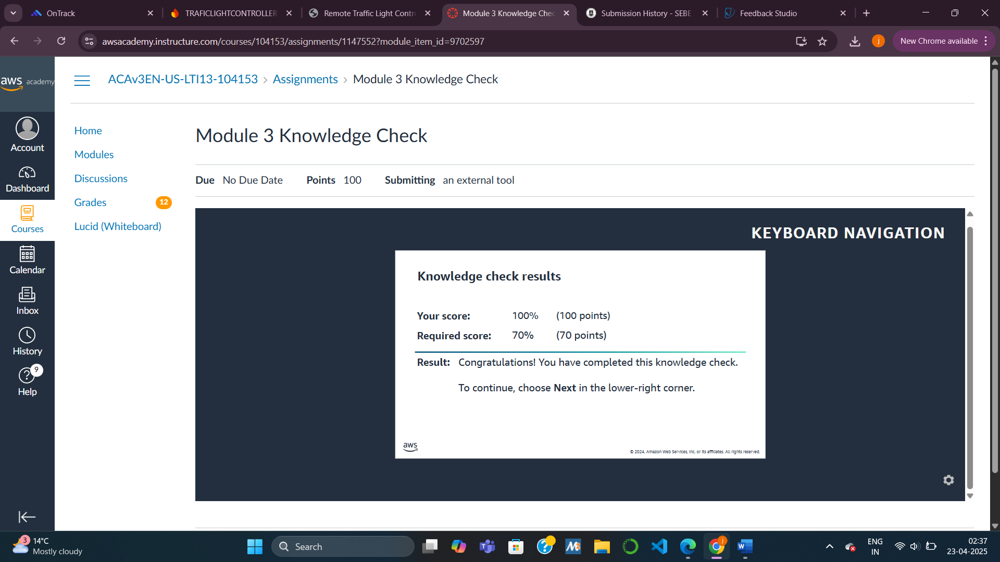 OnTrack
TRAFICLIGHTCONTROLLER
Remote Traffic Light Contro
Module 3 Knowledge Chec
Submission History - SEBE
Feedback Studio
awsacademy.instructure.com/courses/104153/assignments/1147552?module_item_id=9702597
j
New Chrome available
aws academy
ACAv3EN-US-LTI13-104153 > Assignments > Module 3 Knowledge Check
Account
Dashboard
Courses
Calendar
Inbox
History
9
Help
Home
Modules
Discussions
Grades 12
Lucid (Whiteboard)
Module 3 Knowledge Check
Due No Due Date Points 100 Submitting an external tool
KEYBOARD NAVIGATION
Knowledge check results
Your score: 100% (100 points)
Required score: 70% (70 points)
Result: Congratulations! You have completed this knowledge check.
To continue, choose Next in the lower-right corner.
aws
© 2024, Amazon Web Services, Inc. or its affiliates. All rights reserved.
3
14°C
Mostly cloudy
Search
ENG
IN
02:37
23-04-2025